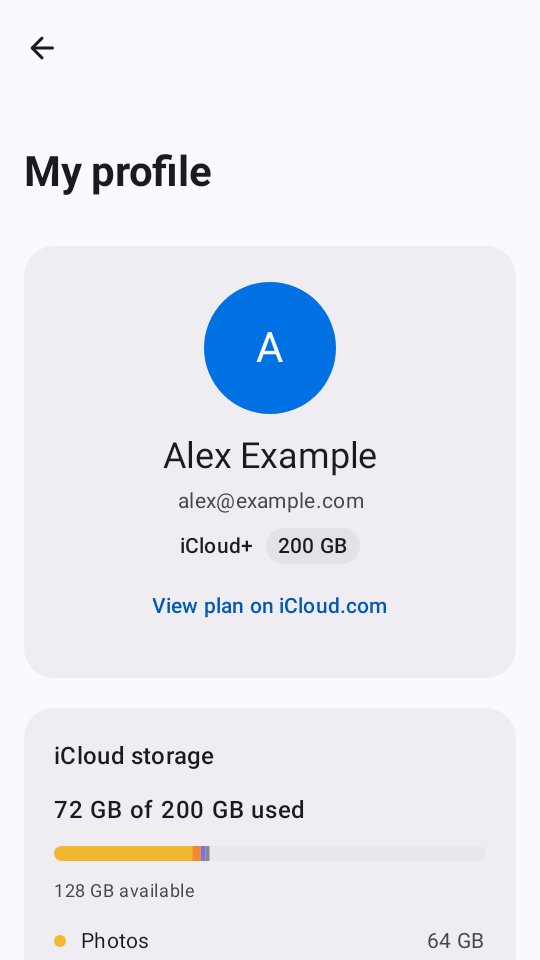 My profile
A
Alex Example
alex@example.com
iCloud+ 200 GB
View plan on iCloud.com
iCloud storage
72 GB of 200 GB used
128 GB available
Photos 64 GB